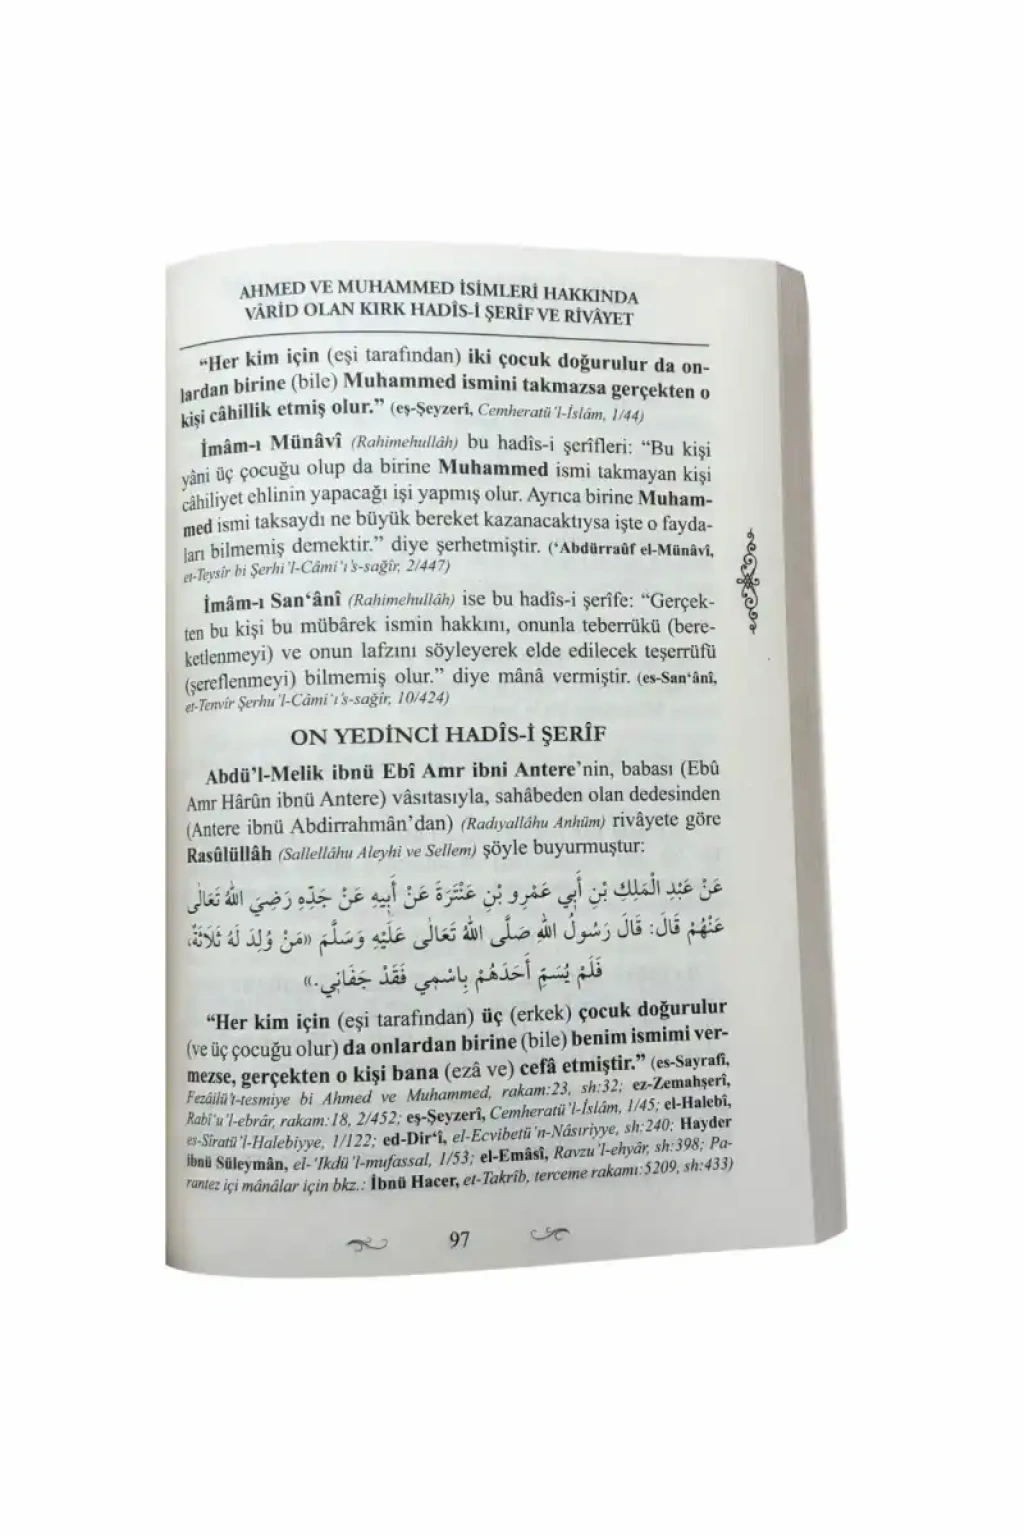 AHMED VE MUHAMMED İSİMLERİ HAKKINDA
VÂRİD OLAN KIRK HADÎS-İ ŞERÎF VE RİVÂYET
“Her kim için (eşi tarafından) iki çocuk doğurulur da on-
lardan birine (bile) Muhammed ismini takmazsa gerçekten o
kişi câhillik etmiş olur.” (eş-Şeyzerî, Cemheratü’l-İslâm, 1/44)
İmâm-ı Münâvî (Rahimehullâh) bu hadîs-i şerîfleri: “Bu kişi
yâni üç çocuğu olup da birine Muhammed ismi takmayan kişi
câhiliyet ehlinin yapacağı işi yapmış olur. Ayrıca birine Muham-
med ismi taksaydı ne büyük bereket kazanacaktıysa işte o fayda-
ları bilmemiş demektir.” diye şerhetmiştir. (‘Abdürraûf el-Münâvî,
et-Teysîr bi Şerhi’l-Câmi‘ı’s-sağîr, 2/447)
İmâm-ı San‘ânî (Rahimehullâh) ise bu hadîs-i şerîfe: “Gerçek-
ten bu kişi bu mübârek ismin hakkını, onunla teberrükü (bere-
ketlenmeyi) ve onun lafzını söyleyerek elde edilecek teşerrüfü
(şereflenmeyi) bilmemiş olur.” diye mânâ vermiştir. (es-San‘ânî,
et-Tenvîr Şerhu’l-Câmi‘ı’s-sağîr, 10/424)
ON YEDİNCİ HADÎS-İ ŞERÎF
Abdü’l-Melik ibnü Ebî Amr ibni Antere’nin, babası (Ebû
Amr Hârûn ibnü Antere) vâsıtasıyla, sahâbeden olan dedesinden
(Antere ibnü Abdirrahmân’dan) (Radıyallâhu Anhüm) rivâyete göre
Rasûlüllâh (Sallellâhu Aleyhi ve Sellem) şöyle buyurmuştur:
عَنْ عَبْدِ الْمَلِكِ بْنِ أَبِي عَمْرِو بْنِ عَنْتَرَةَ عَنْ أَبِيهِ عَنْ جَدِّهِ رَضِيَ اللهُ تَعَالٰى
عَنْهُمْ قَالَ: قَالَ رَسُولُ اللهِ صَلَّى اللهُ تَعَالٰى عَلَيْهِ وَسَلَّمَ «مَنْ وُلِدَ لَهُ ثَلَاثَةٌ،
فَلَمْ يُسَمِّ أَحَدَهُمْ بِاسْمِي فَقَدْ جَفَانِي.»
“Her kim için (eşi tarafından) üç (erkek) çocuk doğurulur
(ve üç çocuğu olur) da onlardan birine (bile) benim ismimi ver-
mezse, gerçekten o kişi bana (ezâ ve) cefâ etmiştir.” (es-Sayrafî,
Fezâilü’t-tesmiye bi Ahmed ve Muhammed, rakam:23, sh:32; ez-Zemahşerî,
Rabî‘u’l-ebrâr, rakam:18, 2/452; eş-Şeyzerî, Cemheratü’l-İslâm, 1/45; el-Halebî,
es-Sîratü’l-Halebiyye, 1/122; ed-Dir‘î, el-Ecvibetü’n-Nâsıriyye, sh:240; Hayder
ibnü Süleymân, el-‘Ikdü’l-mufassal, 1/53; el-Emâsî, Ravzu’l-ehyâr, sh:398; Pa-
rantez içi mânâlar için bkz.: İbnü Hacer, et-Takrîb, terceme rakamı:5209, sh:433)
97